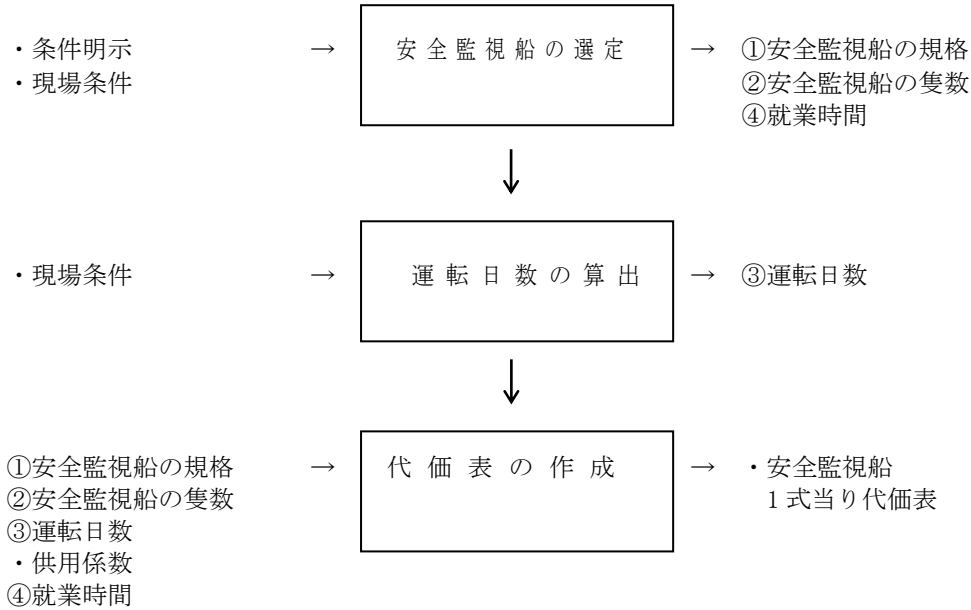 ・条件明示 → 安全監視船の選定 → ①安全監視船の規格
・現場条件 ②安全監視船の隻数
④就業時間
↓
・現場条件 → 運転日数の算出 → ③運転日数
↓
①安全監視船の規格 → 代価表の作成 → ・安全監視船
②安全監視船の隻数 1式当り代価表
③運転日数
・供用係数
④就業時間